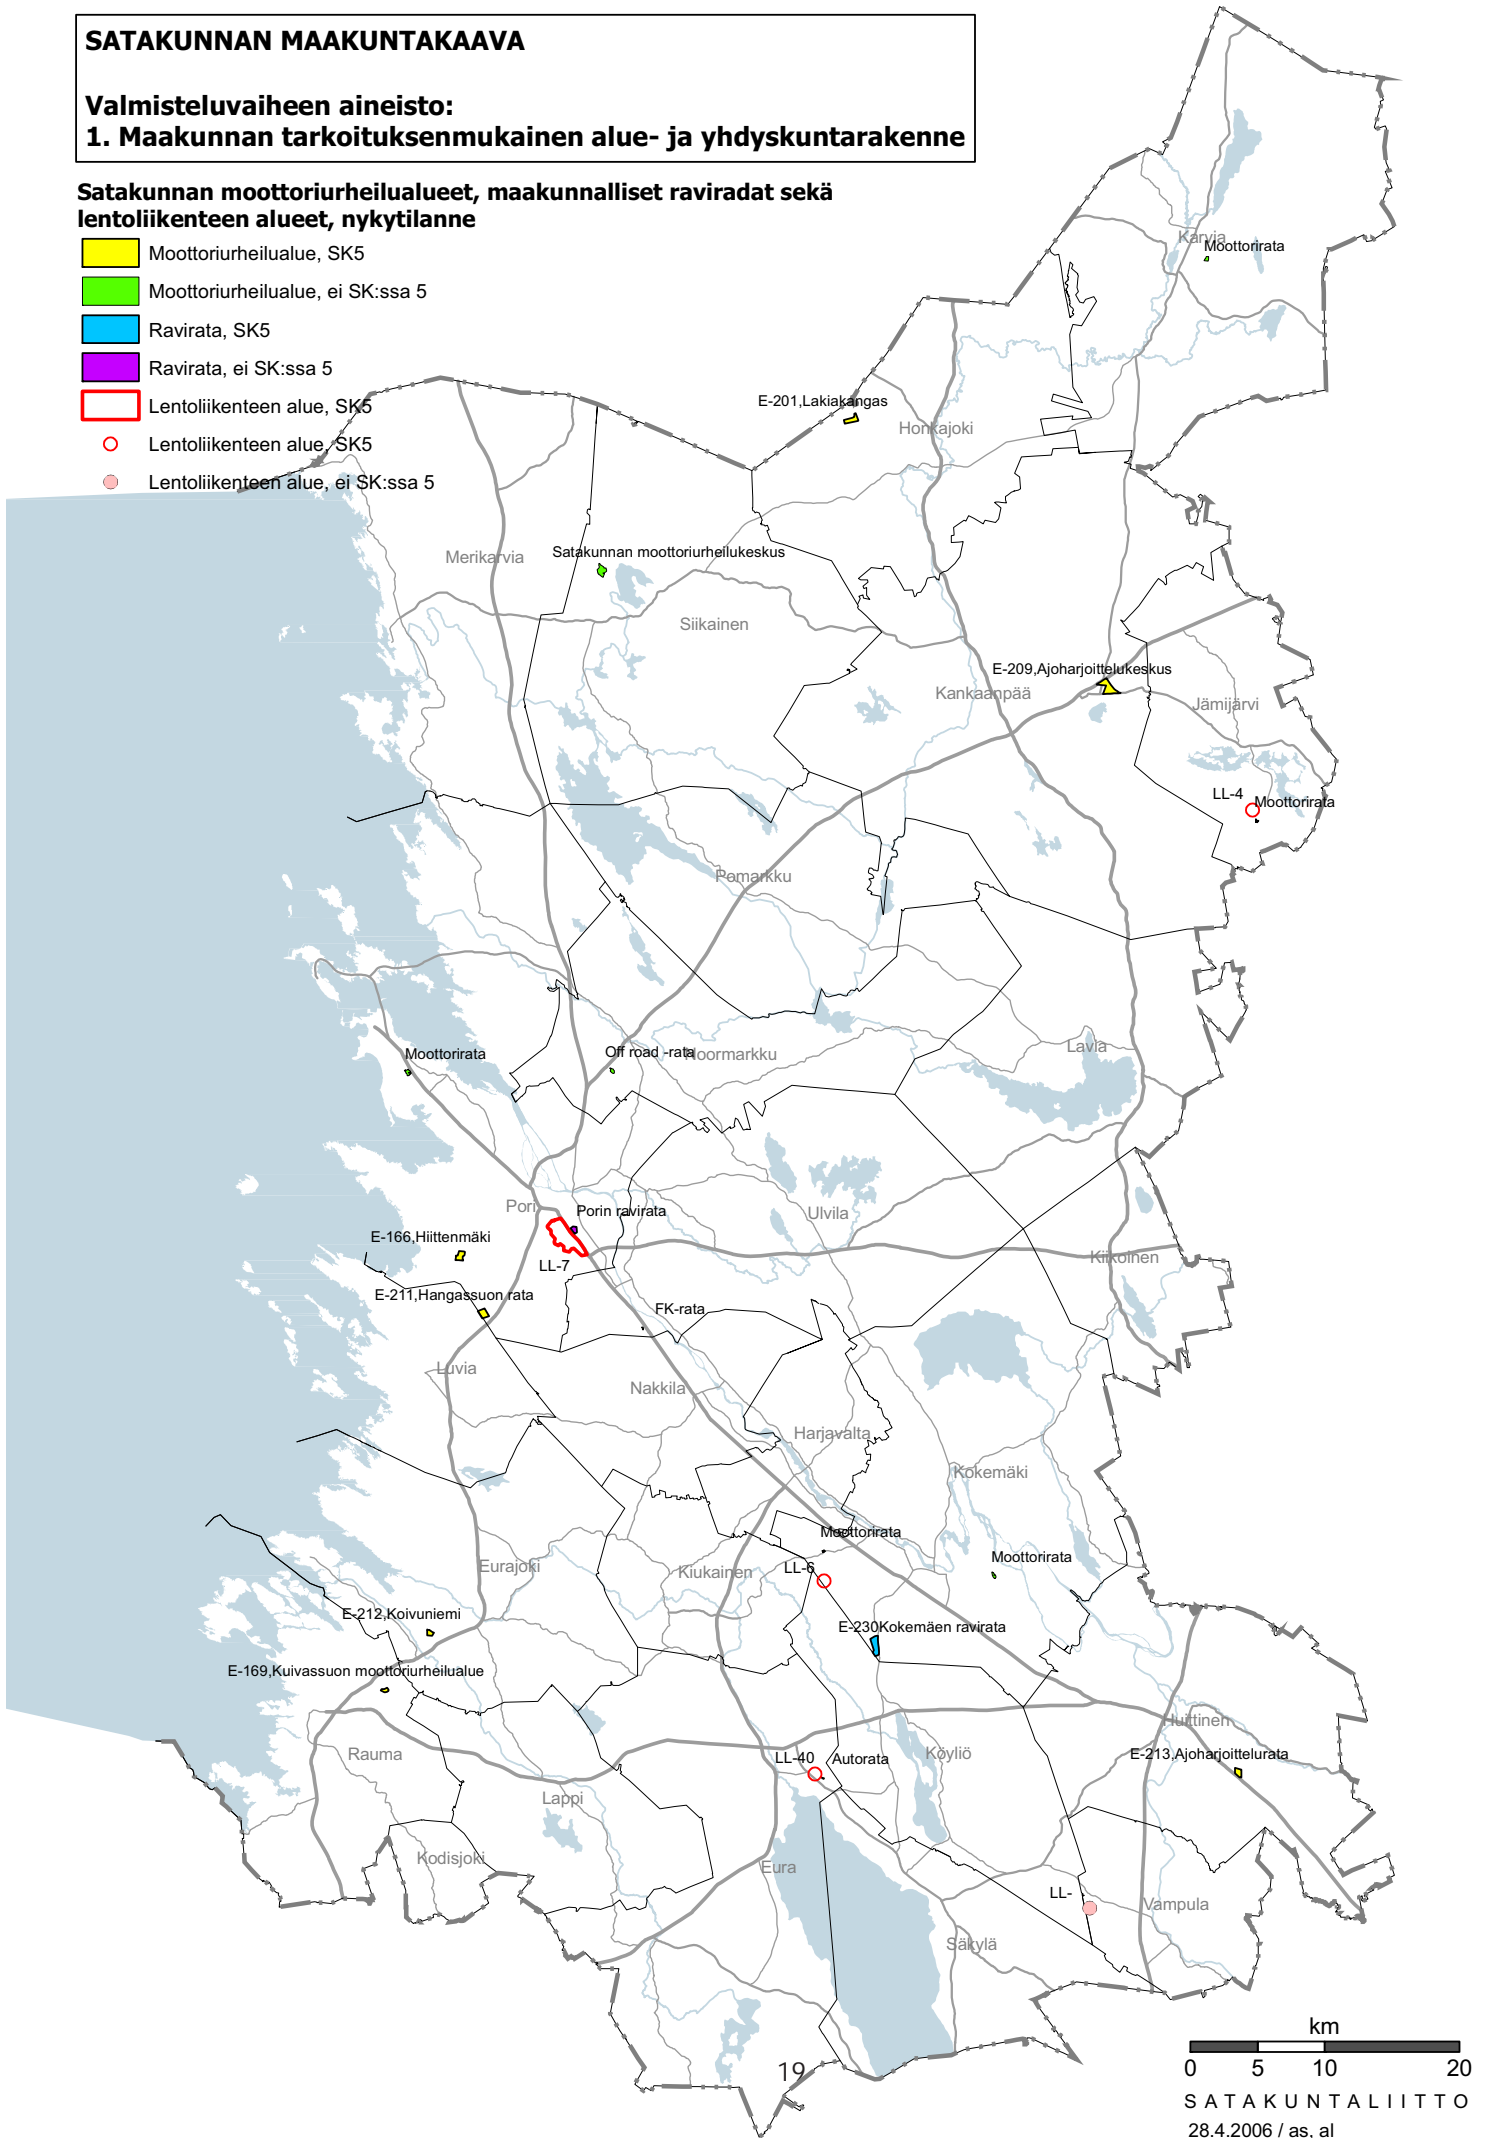 SATAKUNNAN MAAKUNTAKAAVA
Valmisteluvaiheen aineisto:
1. Maakunnan tarkoituksenmukainen alue- ja yhdyskuntarakenne
Satakunnan moottoriurheilualueet, maakunnalliset raviradat sekä
lentoliikenteen alueet, nykytilanne
Moottoriurheilualue, SK5
Moottoriurheilualue, ei SK:ssa 5
Ravirata, SK5
Ravirata, ei SK:ssa 5
Lentoliikenteen alue, SK5
Lentoliikenteen alue, SK5
Lentoliikenteen alue, ei SK:ssa 5
Karvia
Moottorirata
E-201,Lakiakangas
Honkajoki
Merikarvia
Satakunnan moottoriurheilukeskus
Siikainen
E-209,Ajoharjoittelukeskus
Kankaanpää
Jämijärvi
LL-4
Moottorirata
Pomarkku
Moottorirata
Off road -rata
Noormarkku
Lavia
Pori
Porin ravirata
Ulvila
E-166,Hiittenmäki
LL-7
Kiikoinen
E-211,Hangassuon rata
FK-rata
Luvia
Nakkila
Harjavalta
Kokemäki
Moottorirata
Eurajoki
Kiukainen
LL-6
Moottorirata
E-212,Koivuniemi
E-230Kokemäen ravirata
E-169,Kuivassuon moottoriurheilualue
Huittinen
Rauma
LL-40
Autorata
Köyliö
E-213,Ajoharjoittelurata
Lappi
Kodisjoki
Eura
LL-
Vampula
Säkylä
km
0 5 10 20
19
SATAKUNTALIITTO
28.4.2006 / as, al